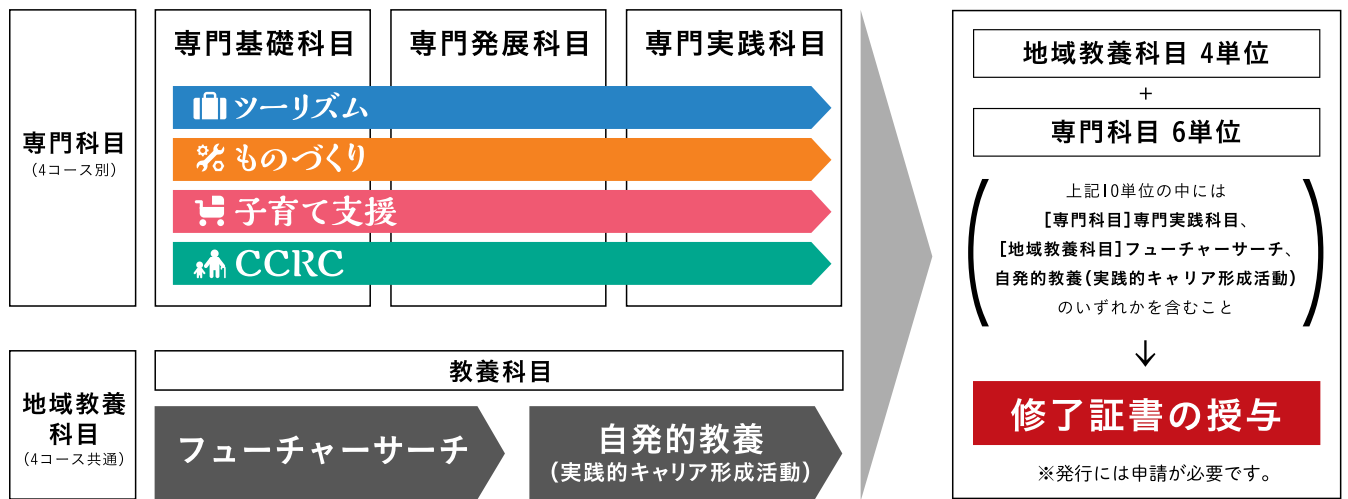 専門科目
(4コース別)
専門基礎科目
専門発展科目
専門実践科目
ツーリズム
ものづくり
子育て支援
CCRC
地域教養
科目
(4コース共通)
教養科目
フューチャーサーチ
自発的教養
(実践的キャリア形成活動)
地域教養科目 4単位
+
専門科目 6単位
上記10単位の中には
[専門科目]専門実践科目、
[地域教養科目]フューチャーサーチ、
自発的教養(実践的キャリア形成活動)
のいずれかを含むこと
↓
修了証書の授与
※発行には申請が必要です。